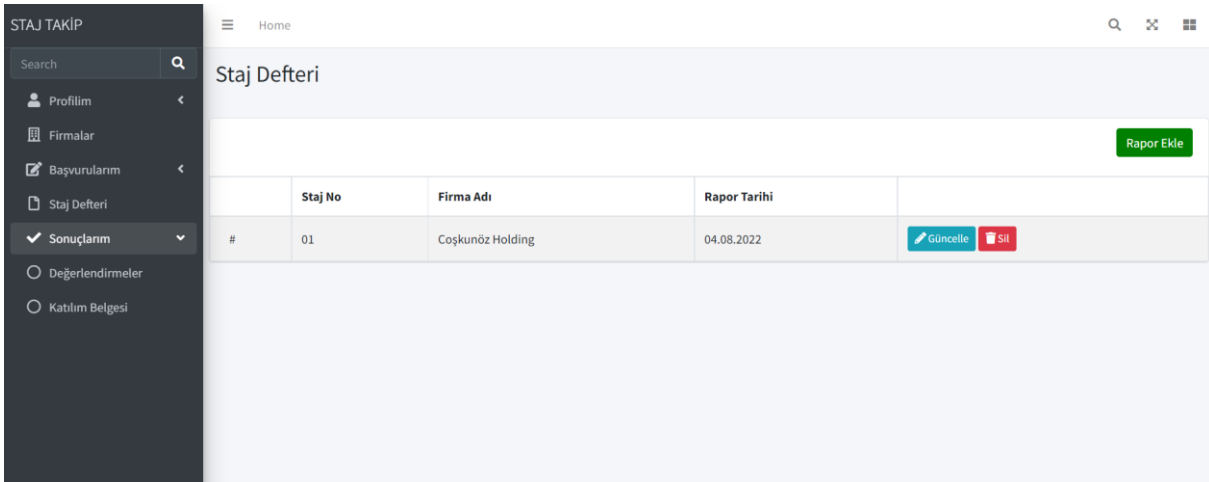 STAJ TAKİP
Home
Search
Staj Defteri
Profilim
Firmalar
Rapor Ekle
Başvurularım
Staj Defteri
Staj No Firma Adı Rapor Tarihi
Sonuçlarım
# 01 Coşkunöz Holding 04.08.2022 Güncelle Sil
Değerlendirmeler
Katılım Belgesi